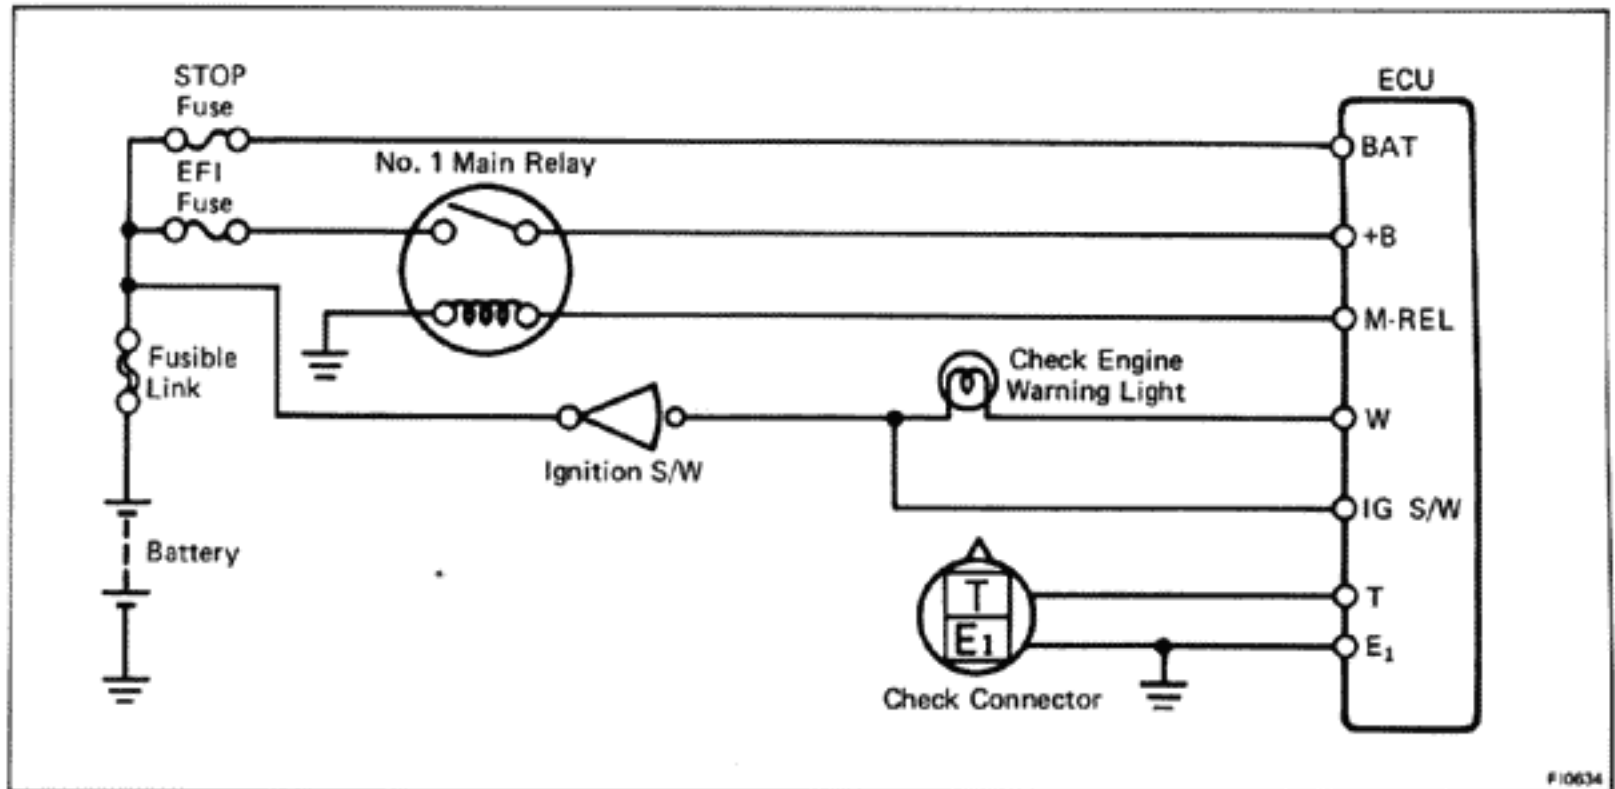 STOP
Fuse
ECU
BAT
No. 1 Main Relay
EFI
Fuse
+B
M-REL
Fusible
Link
Check Engine
Warning Light
W
Ignition S/W
IG S/W
Battery
T
T
E1
E1
Check Connector
FI0634